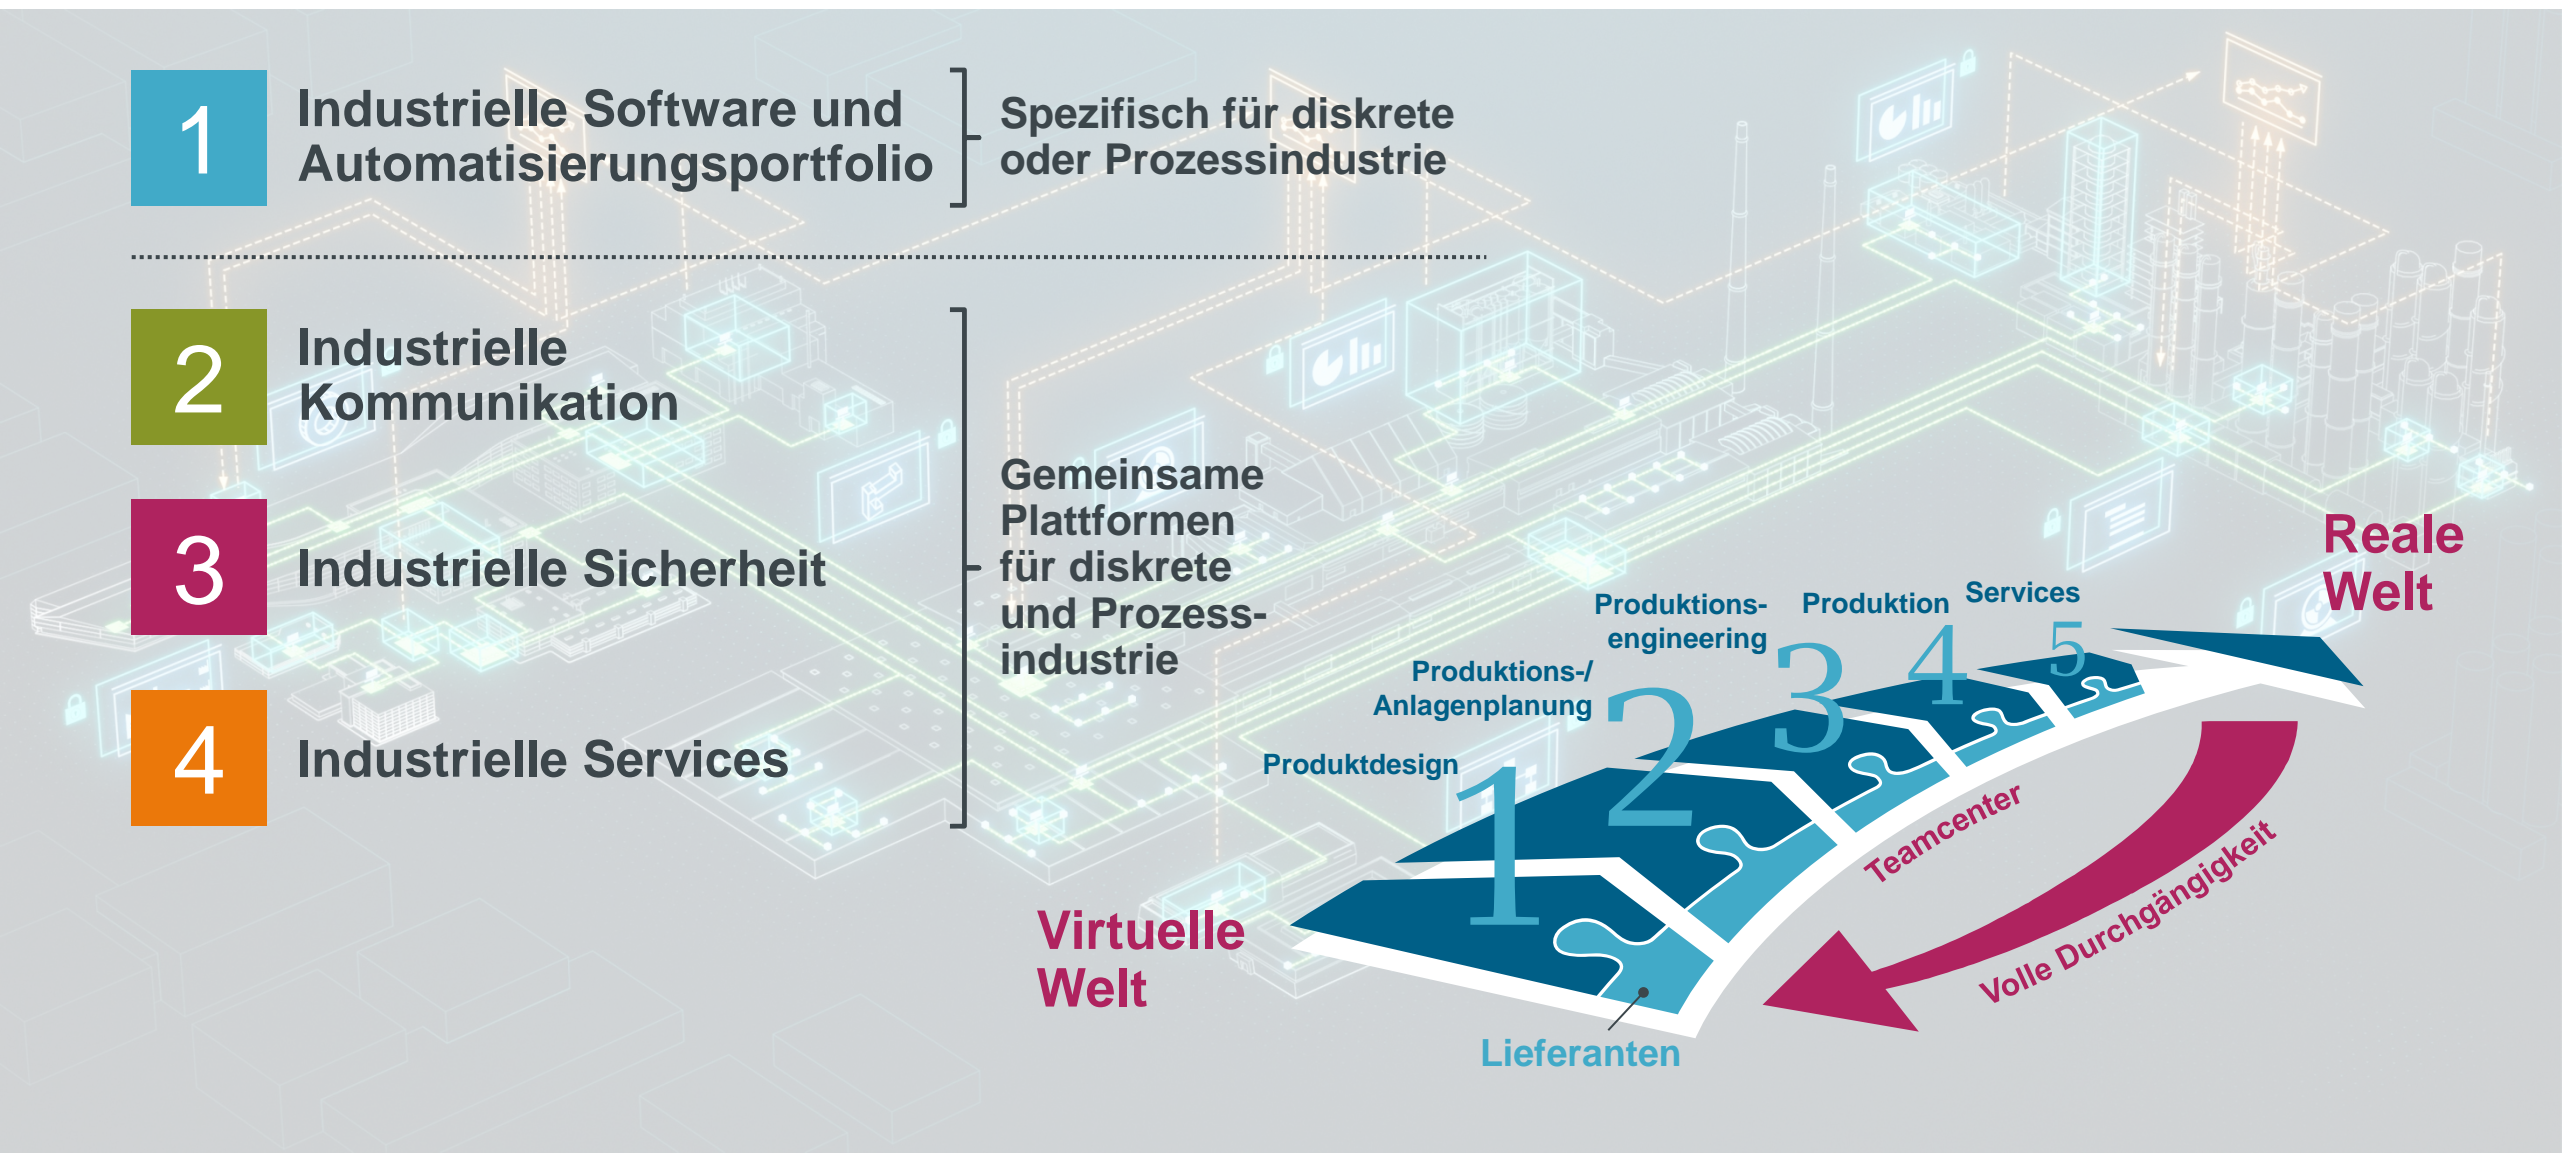 1
Industrielle Software und
Automatisierungsportfolio
Spezifisch für diskrete
oder Prozessindustrie
2
Industrielle
Kommunikation
3
Industrielle Sicherheit
4
Industrielle Services
Gemeinsame
Plattformen
für diskrete
und Prozess-
industrie
Virtuelle
Welt
Produktdesign
1
Produktions-/
Anlagenplanung
2
Produktions-
engineering
3
Produktion
4
Services
5
Reale
Welt
Teamcenter
Volle Durchgängigkeit
Lieferanten